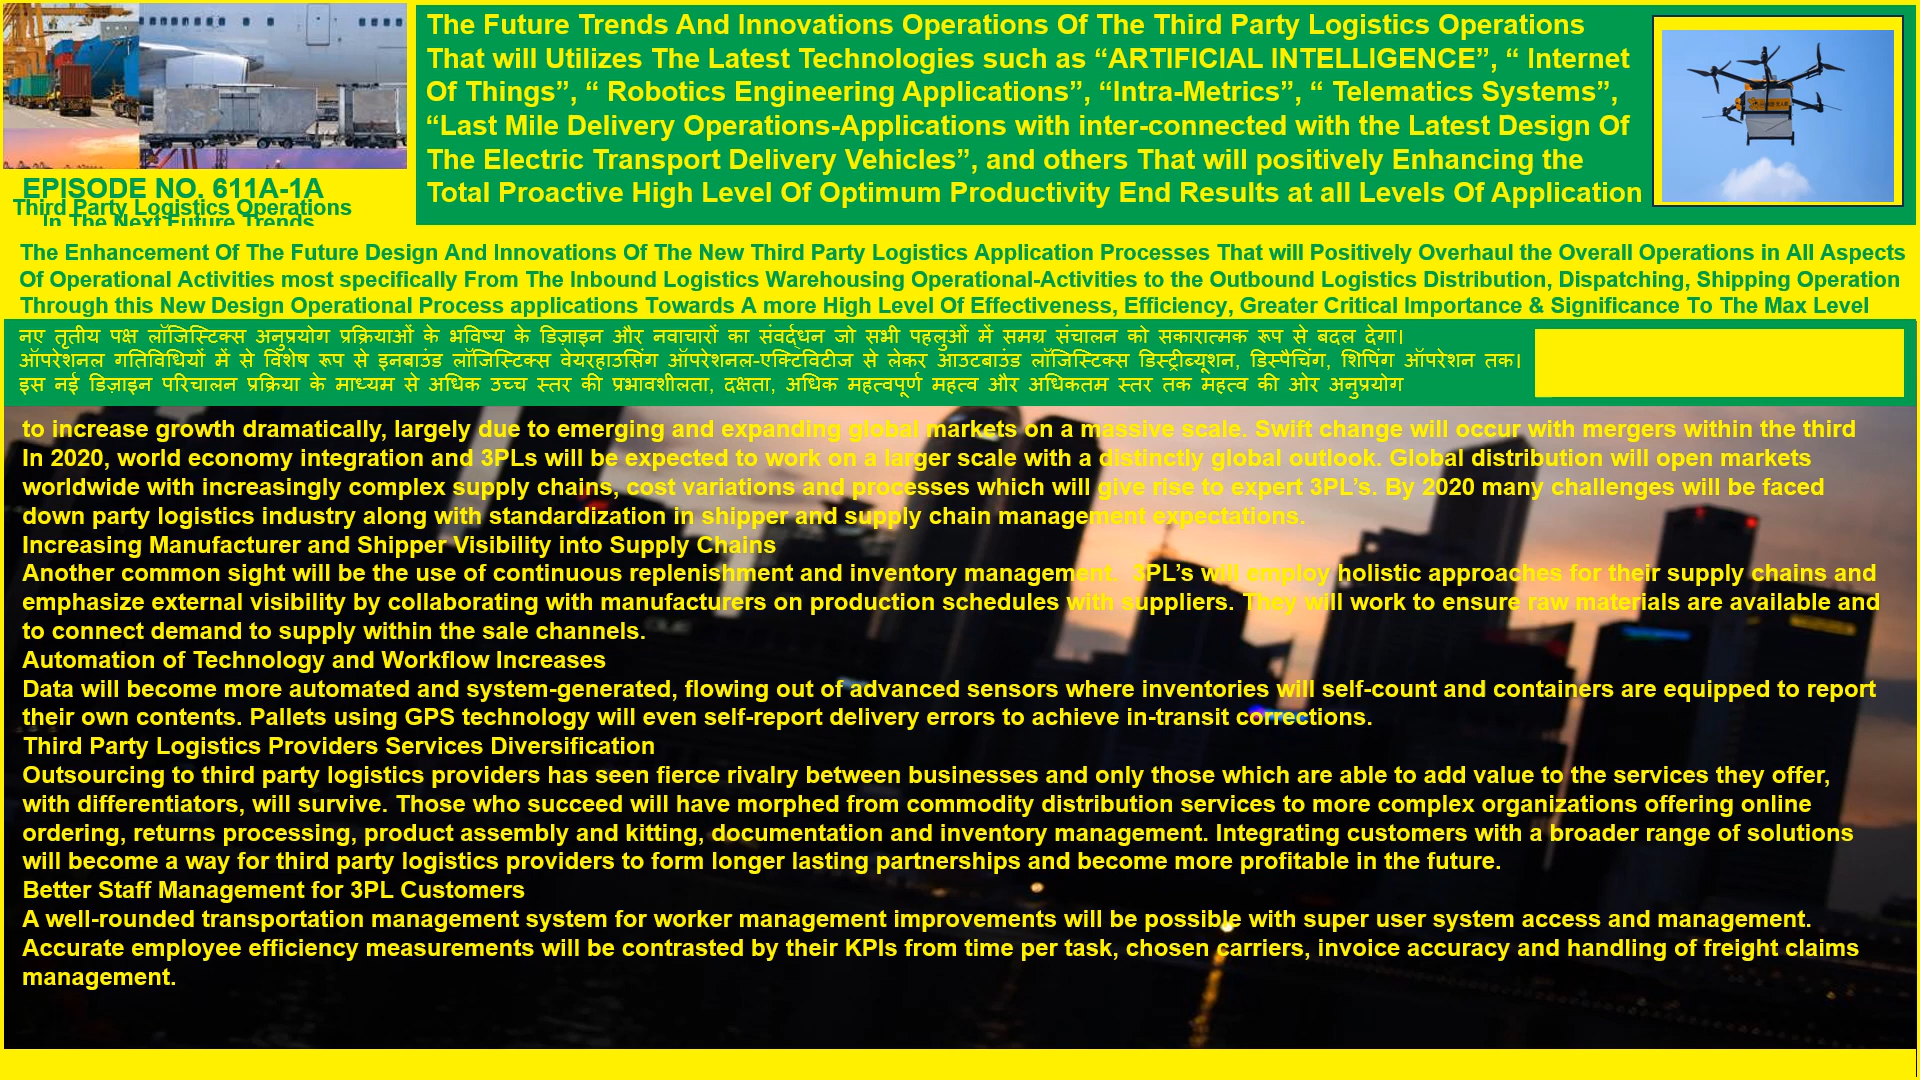 The Future Trends And Innovations Operations Of The Third Party Logistics Operations
That will Utilizes The Latest Technologies such as “ARTIFICIAL INTELLIGENCE”, “ Internet
Of Things”, “ Robotics Engineering Applications”, “Intra-Metrics”, “ Telematics Systems”,
“Last Mile Delivery Operations-Applications with inter-connected with the Latest Design Of
The Electric Transport Delivery Vehicles”, and others That will positively Enhancing the
Total Proactive High Level Of Optimum Productivity End Results at all Levels Of Application
EPISODE NO. 611A-1A
Third Party Logistics Operations
In The Next Future Trends
The Enhancement Of The Future Design And Innovations Of The New Third Party Logistics Application Processes That will Positively Overhaul the Overall Operations in All Aspects
Of Operational Activities most specifically From The Inbound Logistics Warehousing Operational-Activities to the Outbound Logistics Distribution, Dispatching, Shipping Operation
Through this New Design Operational Process applications Towards A more High Level Of Effectiveness, Efficiency, Greater Critical Importance & Significance To The Max Level
नए तृतीय पक्ष लॉजिस्टिक्स अनुप्रयोग प्रक्रियाओं के भविष्य के डिज़ाइन और नवाचारों का संवर्द्धन जो सभी पहलुओं में समग्र संचालन को सकारात्मक रूप से बदल देगा।
ऑपरेशनल गतिविधियों में से विशेष रूप से इनबाउंड लॉजिस्टिक्स वेयरहाउसिंग ऑपरेशनल-एक्टिविटीज से लेकर आउटबाउंड लॉजिस्टिक्स डिस्ट्रीब्यूशन, डिस्पैचिंग, शिपिंग ऑपरेशन तक।
इस नई डिज़ाइन परिचालन प्रक्रिया के माध्यम से अधिक उच्च स्तर की प्रभावशीलता, दक्षता, अधिक महत्वपूर्ण महत्व और अधिकतम स्तर तक महत्व की ओर अनुप्रयोग
to increase growth dramatically, largely due to emerging and expanding global markets on a massive scale. Swift change will occur with mergers within the third
In 2020, world economy integration and 3PLs will be expected to work on a larger scale with a distinctly global outlook. Global distribution will open markets
worldwide with increasingly complex supply chains, cost variations and processes which will give rise to expert 3PL’s. By 2020 many challenges will be faced
down party logistics industry along with standardization in shipper and supply chain management expectations.
Increasing Manufacturer and Shipper Visibility into Supply Chains
Another common sight will be the use of continuous replenishment and inventory management. 3PL’s will employ holistic approaches for their supply chains and
emphasize external visibility by collaborating with manufacturers on production schedules with suppliers. They will work to ensure raw materials are available and
to connect demand to supply within the sale channels.
Automation of Technology and Workflow Increases
Data will become more automated and system-generated, flowing out of advanced sensors where inventories will self-count and containers are equipped to report
their own contents. Pallets using GPS technology will even self-report delivery errors to achieve in-transit corrections.
Third Party Logistics Providers Services Diversification
Outsourcing to third party logistics providers has seen fierce rivalry between businesses and only those which are able to add value to the services they offer,
with differentiators, will survive. Those who succeed will have morphed from commodity distribution services to more complex organizations offering online
ordering, returns processing, product assembly and kitting, documentation and inventory management. Integrating customers with a broader range of solutions
will become a way for third party logistics providers to form longer lasting partnerships and become more profitable in the future.
Better Staff Management for 3PL Customers
A well-rounded transportation management system for worker management improvements will be possible with super user system access and management.
Accurate employee efficiency measurements will be contrasted by their KPIs from time per task, chosen carriers, invoice accuracy and handling of freight claims
management.